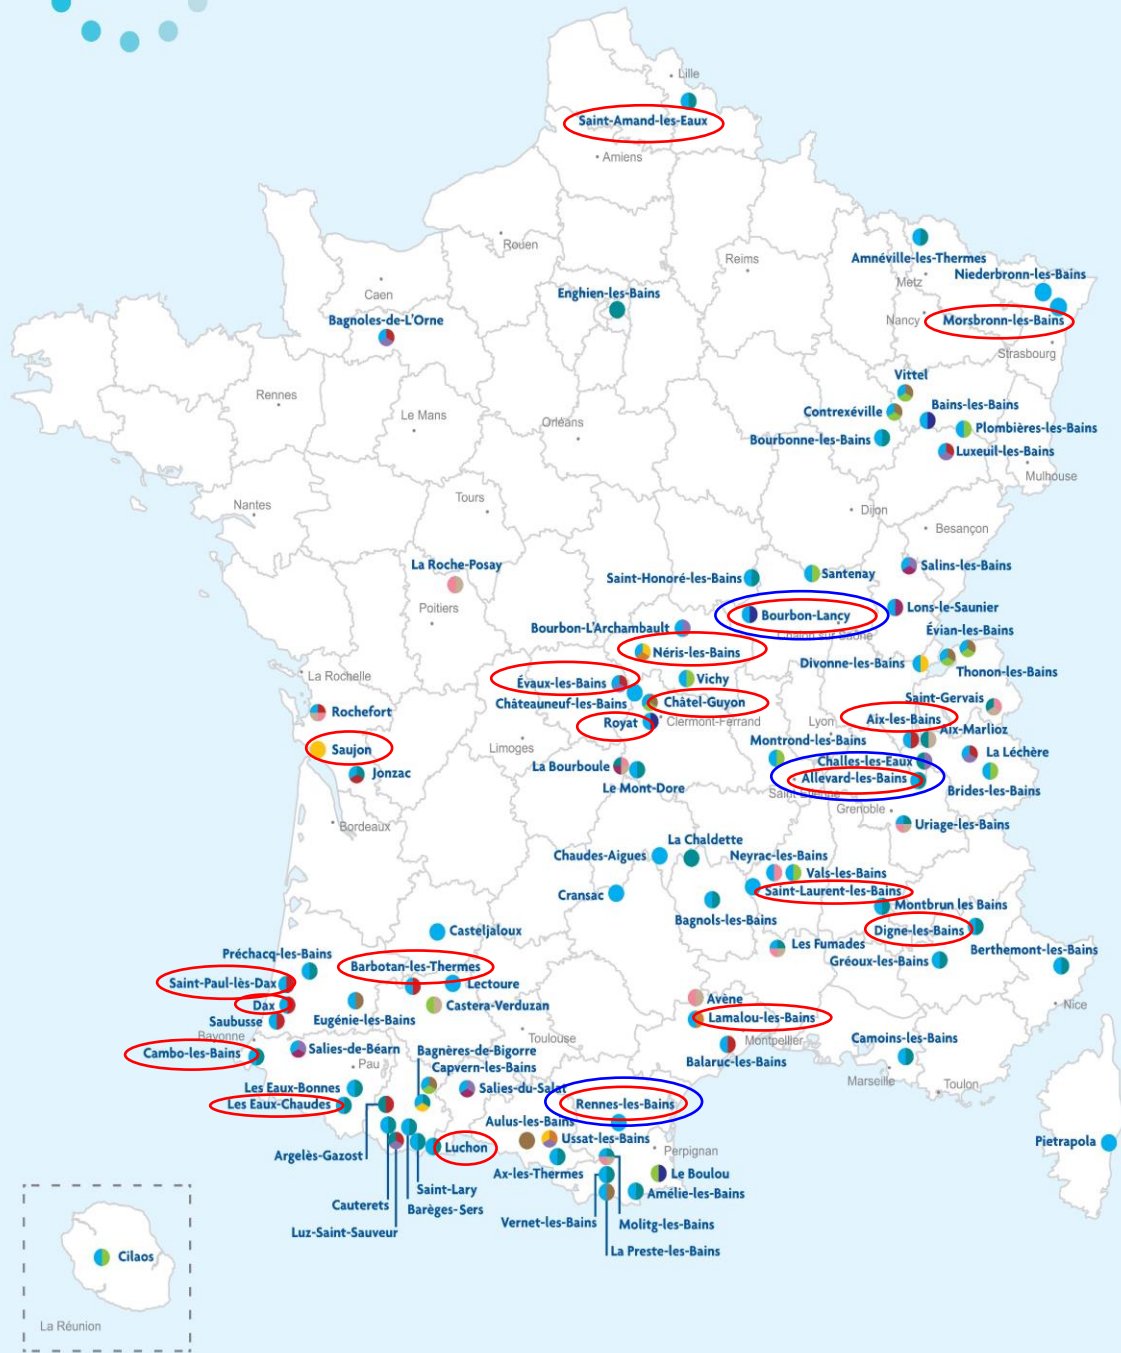 Lille
Saint-Amand-les-Eaux
Amiens
Rouen
Reims
Amnéville-les-Thermes
Niederbronn-les-Bains
Metz
Caen
Enghien-les-Bains
Bagnoles-de-L'Orne
Nancy
Morsbronn-les-Bains
Strasbourg
Vittel
Rennes
Le Mans
Orléans
Contrexéville
Bains-les-Bains
Plombières-les-Bains
Bourbonne-les-Bains
Luxeuil-les-Bains
Mulhouse
Nantes
Tours
Dijon
Besançon
La Roche-Posay
Saint-Honoré-les-Bains
Santenay
Salins-les-Bains
Poitiers
Bourbon-Lancy
Lons-le-Saunier
Bourbon-L'Archambault
Chalon sur Saône
Évian-les-Bains
Néris-les-Bains
Divonne-les-Bains
Thonon-les-Bains
La Rochelle
Évaux-les-Bains
Vichy
Châteauneuf-les-Bains
Châtel-Guyon
Saint-Gervais
Rochefort
Royat
Clermont-Ferrand
Lyon
Aix-les-Bains
Aix-Marlioz
Saujon
Limoges
Montrond-les-Bains
La Léchère
Jonzac
La Bourboule
Challes-les-Eaux
Le Mont-Dore
Allevard-les-Bains
Brides-les-Bains
Saint-Etienne
Grenoble
Bordeaux
Uriage-les-Bains
La Chaldette
Chaudes-Aigues
Neyrac-les-Bains
Vals-les-Bains
Cransac
Saint-Laurent-les-Bains
Bagnols-les-Bains
Montbrun les Bains
Casteljaloux
Digne-les-Bains
Les Fumades
Préchacq-les-Bains
Barbotan-les-Thermes
Gréoux-les-Bains
Berthemont-les-Bains
Saint-Paul-lès-Dax
Lectoure
Dax
Castera-Verduzan
Avène
Nice
Saubusse
Eugénie-les-Bains
Lamalou-les-Bains
Bayonne
Toulouse
Montpellier
Camoins-les-Bains
Cambo-les-Bains
Salies-de-Béarn
Pau
Bagnères-de-Bigorre
Capvern-les-Bains
Balaruc-les-Bains
Marseille
Toulon
Les Eaux-Bonnes
Salies-du-Salat
Les Eaux-Chaudes
Rennes-les-Bains
Aulus-les-Bains
Ussat-les-Bains
Pietrapola
Argelès-Gazost
Luchon
Perpignan
Ax-les-Thermes
Le Boulou
Cauterets
Saint-Lary
Amélie-les-Bains
Barèges-Sers
Luz-Saint-Sauveur
Vernet-les-Bains
Molitg-les-Bains
La Preste-les-Bains
Cilaos
La Réunion